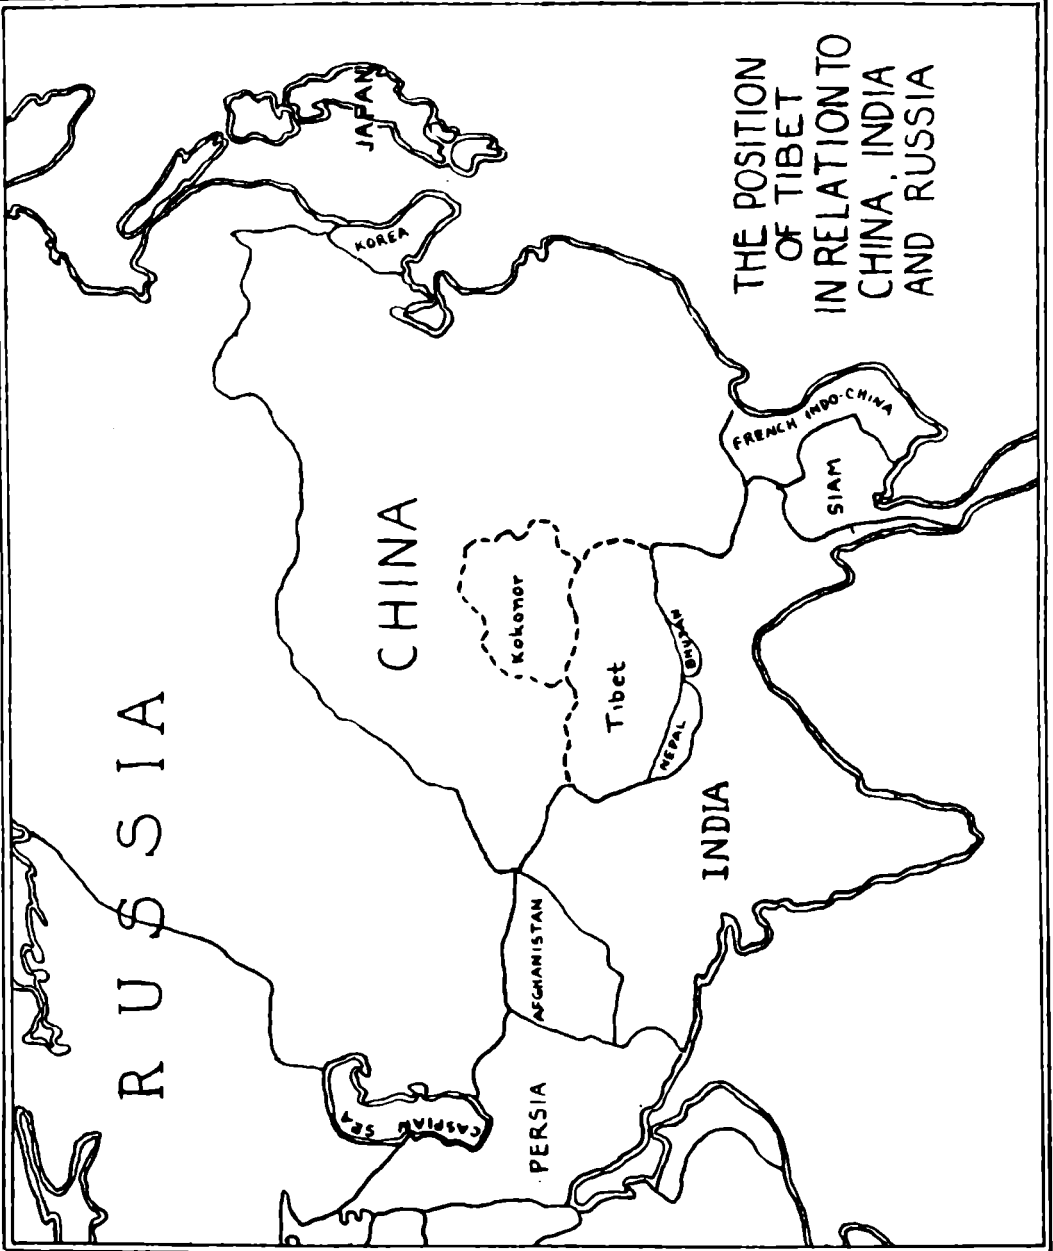 THE POSITION
OF TIBET
IN RELATION TO
CHINA, INDIA
AND RUSSIA
RUSSIA
CHINA
JAPAN
KOREA
Kokonor
Tibet
BHUTAN
NEPAL
INDIA
FRENCH INDO-CHINA
SIAM
AFGHANISTAN
PERSIA
CASPIAN
SEA